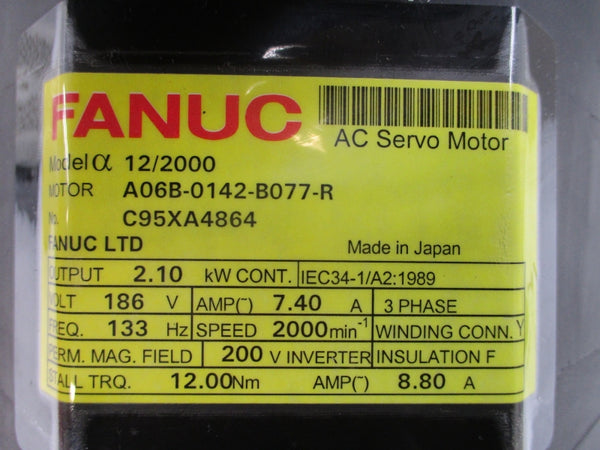 FANUC
AC Servo Motor
Model α 12/2000
MOTOR A06B-0142-B077-R
No. C95XA4864
FANUC LTD Made in Japan
OUTPUT 2.10 kW CONT. IEC34-1/A2:1989
VOLT 186 V AMP(~) 7.40 A 3 PHASE
FREQ. 133 Hz SPEED 2000min⁻¹ WINDING CONN. Y
PERM. MAG. FIELD 200 V INVERTER INSULATION F
STALL TRQ. 12.00Nm AMP(~) 8.80 A